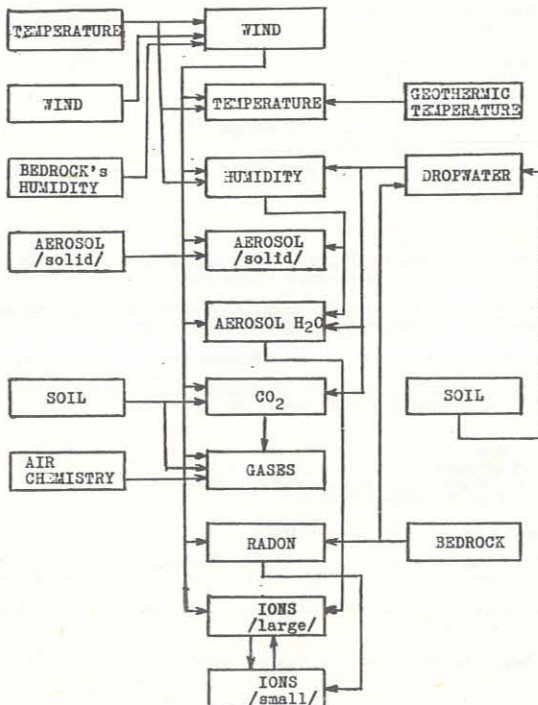 TEMPERATURE
WIND
WIND
TEMPERATURE
GEOTHERMIC
TEMPERATURE
BEDROCK's
HUMIDITY
HUMIDITY
DROPWATER
AEROSOL
/solid/
AEROSOL
/solid/
AEROSOL H₂O
SOIL
CO₂
SOIL
AIR
CHEMISTRY
GASES
RADON
BEDROCK
IONS
/large/
IONS
/small/